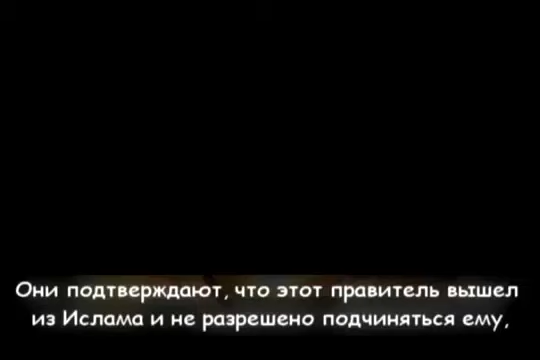 Они подтверждают, что этот правитель вышел
из Ислама и не разрешено подчиняться ему,